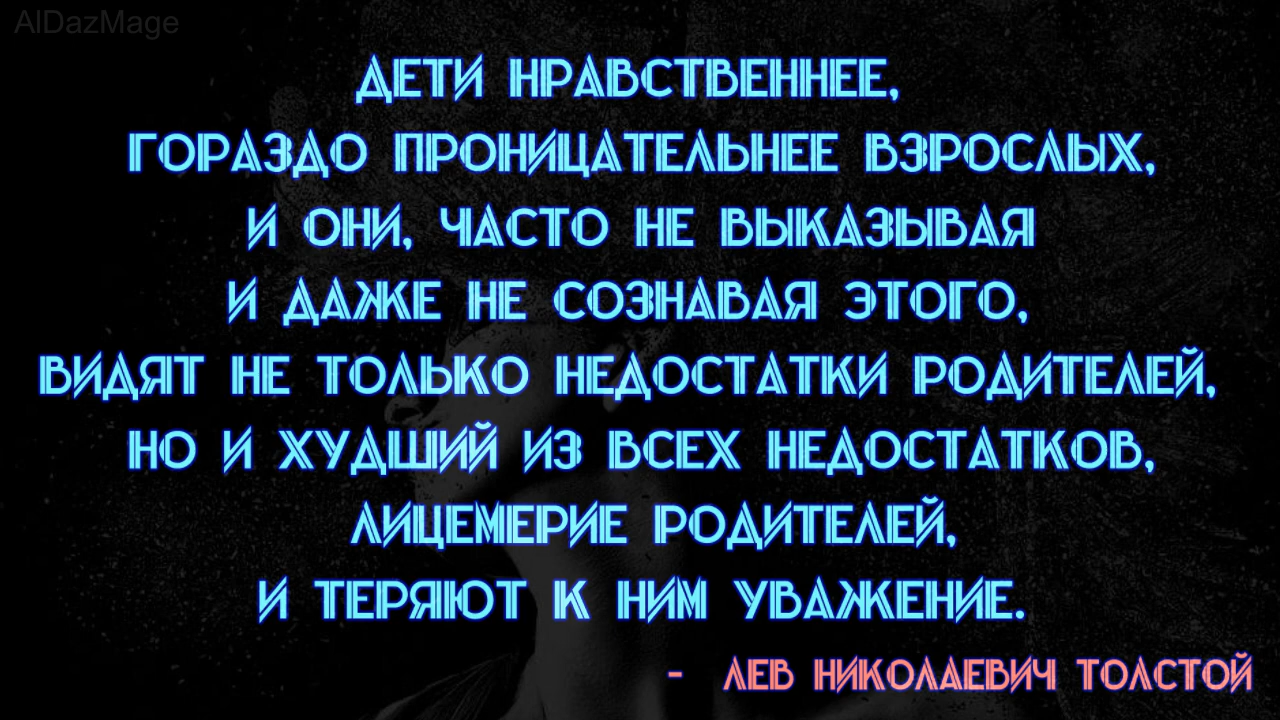 AlDazMage
ДЕТИ НРАВСТВЕННЕЕ,
ГОРАЗДО ПРОНИЦАТЕЛЬНЕЕ ВЗРОСЛЫХ,
И ОНИ, ЧАСТО НЕ ВЫКАЗЫВАЯ
И ДАЖЕ НЕ СОЗНАВАЯ ЭТОГО,
ВИДЯТ НЕ ТОЛЬКО НЕДОСТАТКИ РОДИТЕЛЕЙ,
НО И ХУДШИЙ ИЗ ВСЕХ НЕДОСТАТКОВ,
ЛИЦЕМЕРИЕ РОДИТЕЛЕЙ,
И ТЕРЯЮТ К НИМ УВАЖЕНИЕ.
- ЛЕВ НИКОЛАЕВИЧ ТОЛСТОЙ